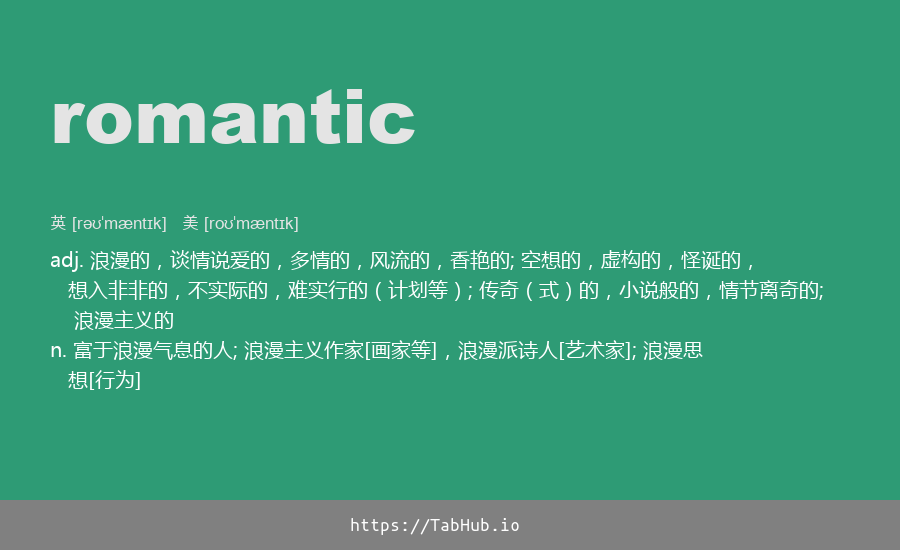 romantic
英 [rəʊˈmæntɪk] 美 [roʊˈmæntɪk]
adj. 浪漫的，谈情说爱的，多情的，风流的，香艳的; 空想的，虚构的，怪诞的，
想入非非的，不实际的，难实行的（计划等）; 传奇（式）的，小说般的，情节离奇的;
浪漫主义的
n. 富于浪漫气息的人; 浪漫主义作家[画家等]，浪漫派诗人[艺术家]; 浪漫思
想[行为]
https://TabHub.io